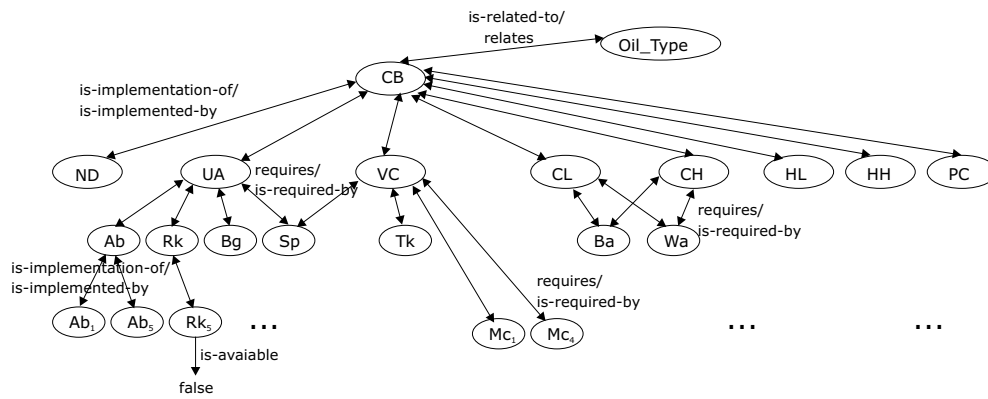 is-related-to/
relates
Oil_Type
CB
is-implementation-of/
is-implemented-by
ND
UA
requires/
is-required-by
VC
CL
CH
HL
HH
PC
Ab
Rk
Bg
Sp
Tk
Ba
Wa
requires/
is-required-by
is-implementation-of/
is-implemented-by
requires/
is-required-by
Ab₁
Ab₅
Rk₅
...
Mc₁
Mc₄
...
...
is-avaiable
false